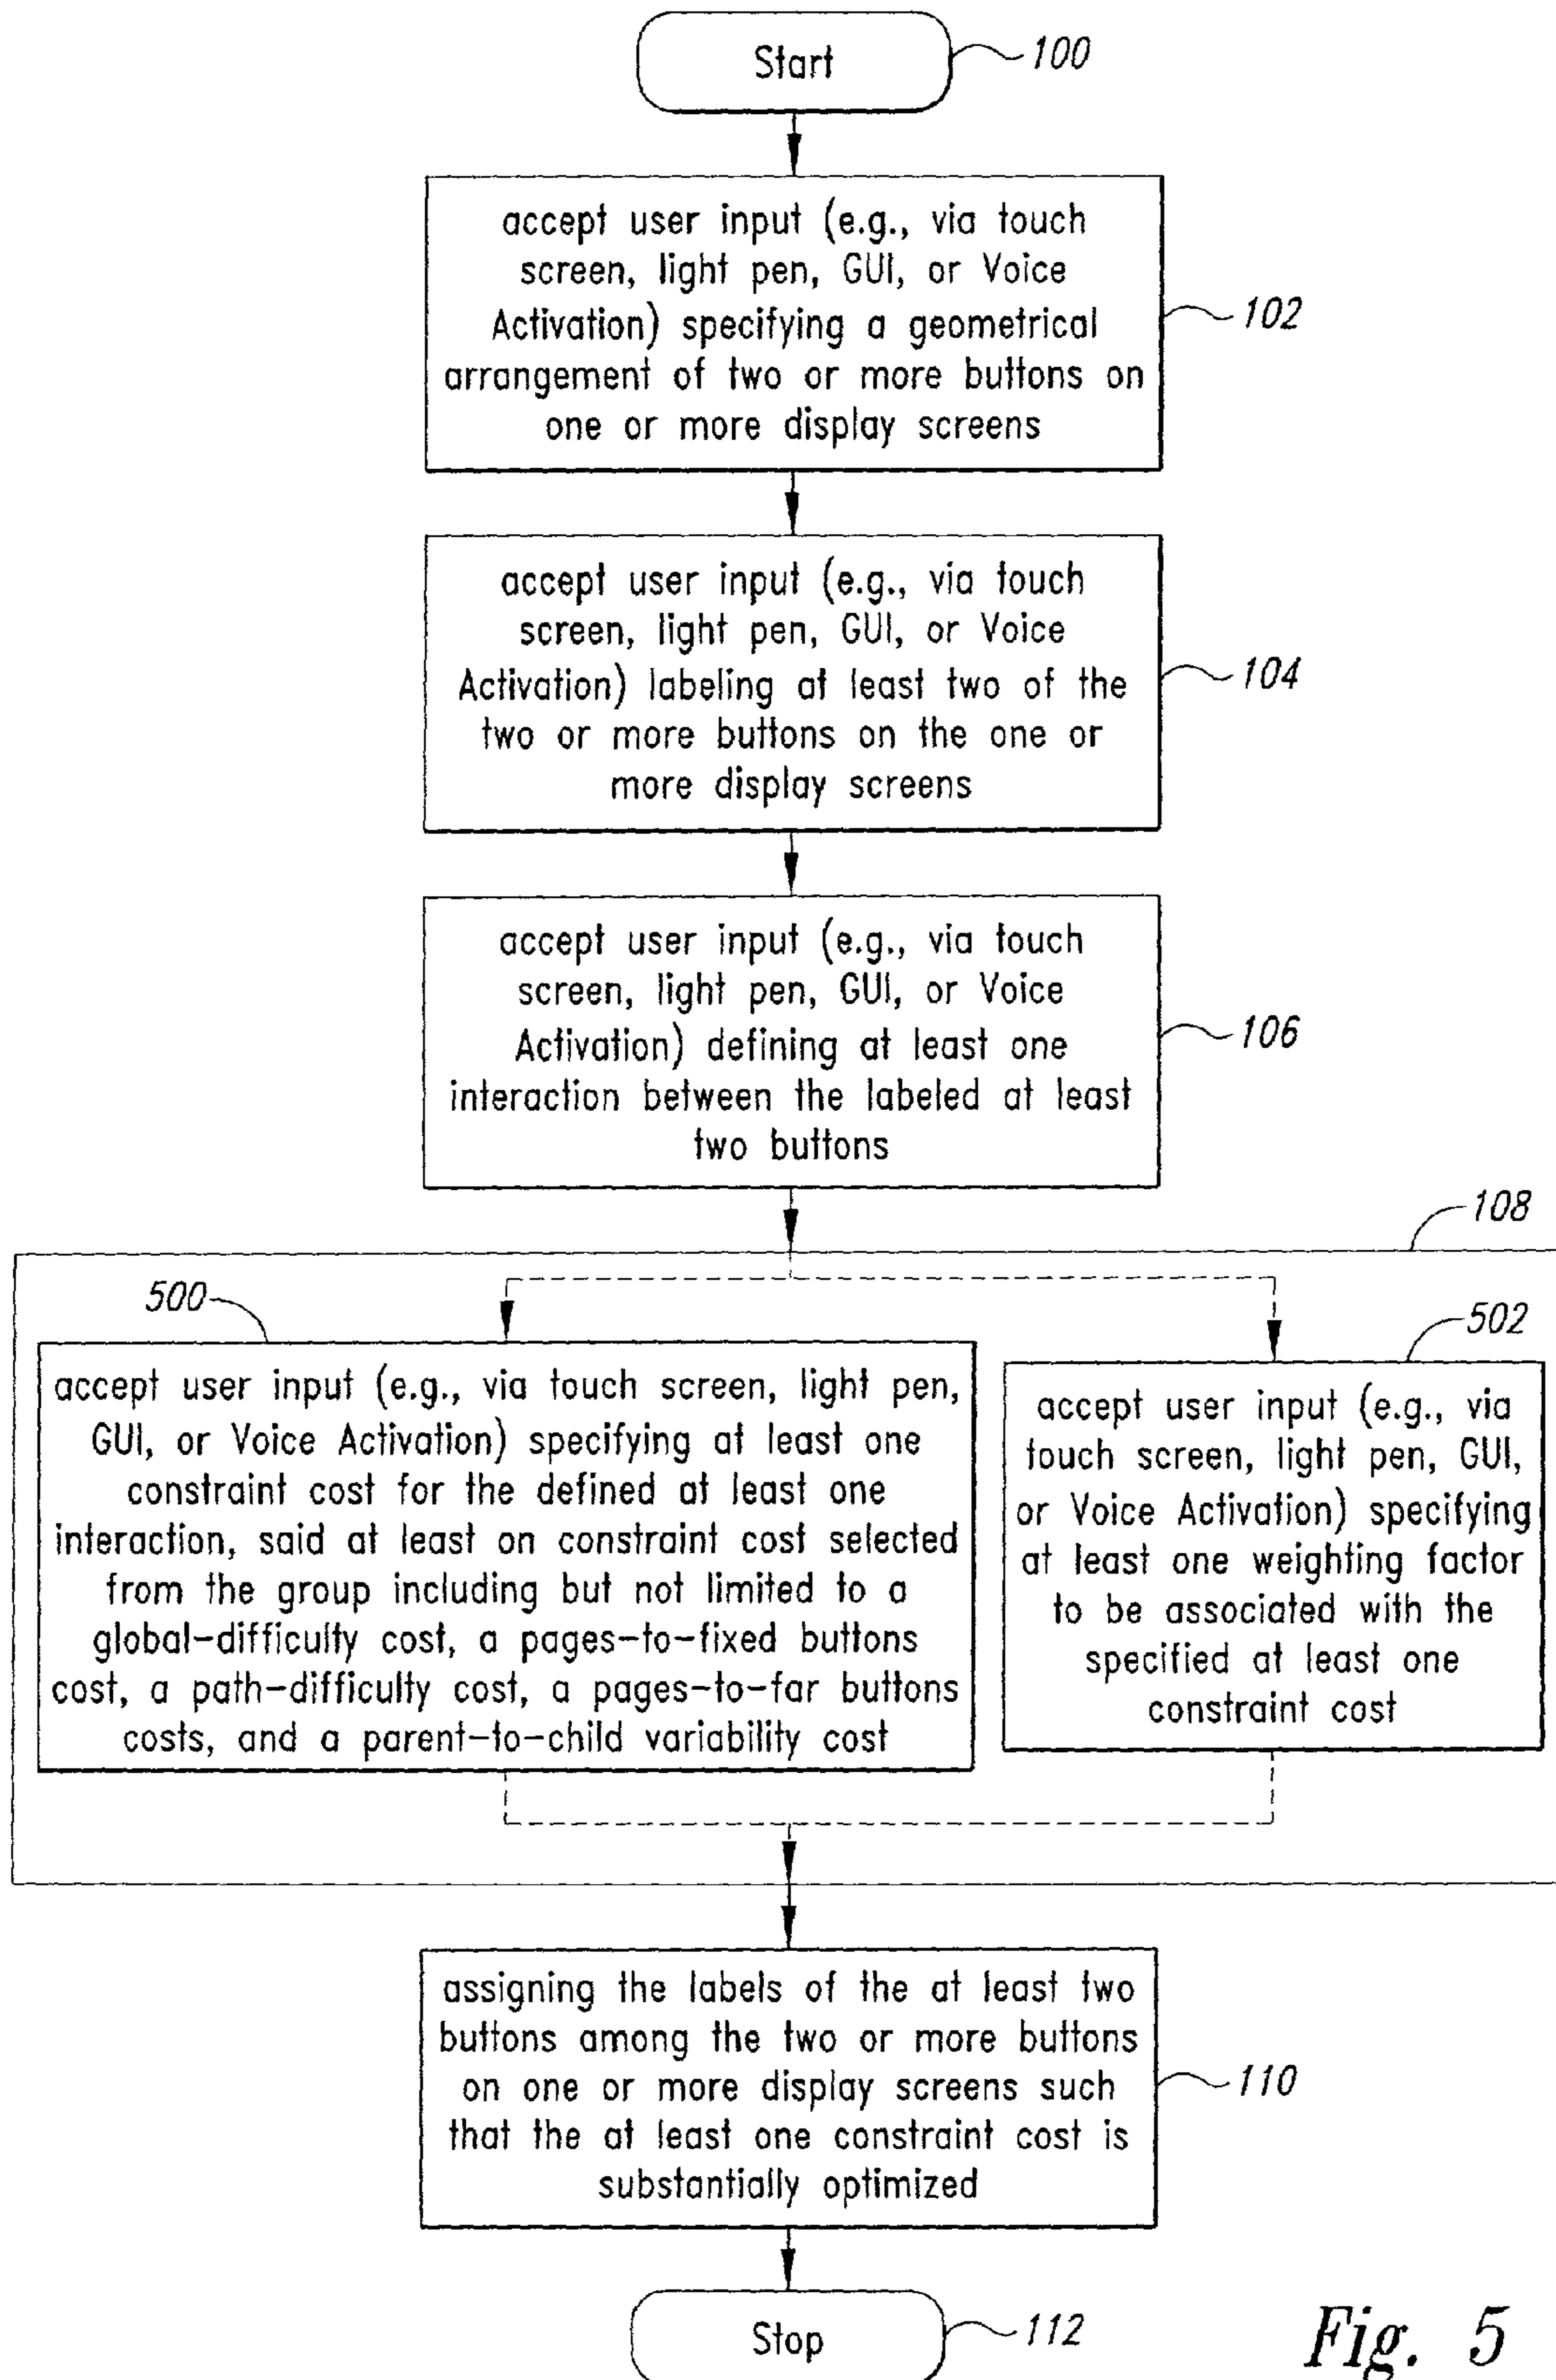 Start
100
accept user input (e.g., via touch
screen, light pen, GUI, or Voice
Activation) specifying a geometrical
arrangement of two or more buttons on
one or more display screens
102
accept user input (e.g., via touch
screen, light pen, GUI, or Voice
Activation) labeling at least two of the
two or more buttons on the one or
more display screens
104
accept user input (e.g., via touch
screen, light pen, GUI, or Voice
Activation) defining at least one
interaction between the labeled at least
two buttons
106
108
500
accept user input (e.g., via touch screen, light pen,
GUI, or Voice Activation) specifying at least one
constraint cost for the defined at least one
interaction, said at least on constraint cost selected
from the group including but not limited to a
global-difficulty cost, a pages-to-fixed buttons
cost, a path-difficulty cost, a pages-to-far buttons
costs, and a parent-to-child variability cost
502
accept user input (e.g., via
touch screen, light pen, GUI,
or Voice Activation) specifying
at least one weighting factor
to be associated with the
specified at least one
constraint cost
assigning the labels of the at least two
buttons among the two or more buttons
on one or more display screens such
that the at least one constraint cost is
substantially optimized
110
Stop
112
Fig. 5